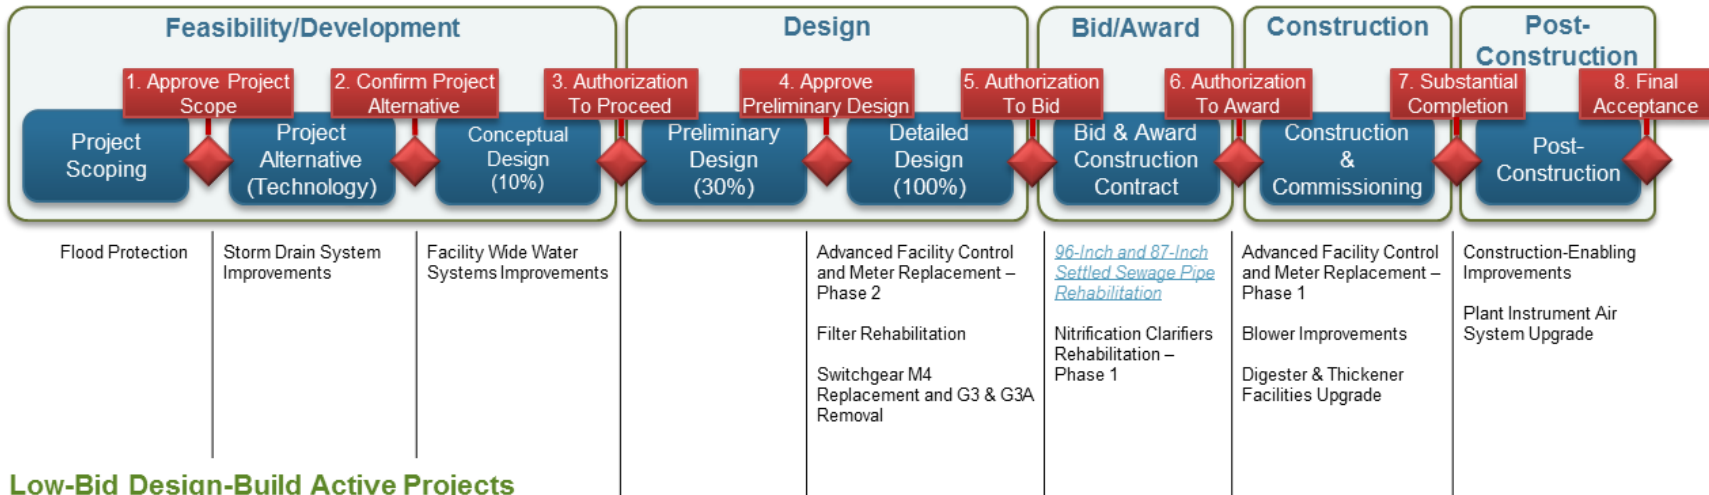 Feasibility/Development
Design
Bid/Award
Construction
Post-
Construction
1. Approve Project
Scope
2. Confirm Project
Alternative
3. Authorization
To Proceed
4. Approve
Preliminary Design
5. Authorization
To Bid
6. Authorization
To Award
7. Substantial
Completion
8. Final
Acceptance
Project
Scoping
Project
Alternative
(Technology)
Conceptual
Design
(10%)
Preliminary
Design
(30%)
Detailed
Design
(100%)
Bid & Award
Construction
Contract
Construction
&
Commissioning
Post-
Construction
Flood Protection
Storm Drain System
Improvements
Facility Wide Water
Systems Improvements
Advanced Facility Control
and Meter Replacement –
Phase 2
Filter Rehabilitation
Switchgear M4
Replacement and G3 & G3A
Removal
96-Inch and 87-Inch
Settled Sewage Pipe
Rehabilitation
Nitrification Clarifiers
Rehabilitation –
Phase 1
Advanced Facility Control
and Meter Replacement –
Phase 1
Blower Improvements
Digester & Thickener
Facilities Upgrade
Construction-Enabling
Improvements
Plant Instrument Air
System Upgrade
Low-Bid Design-Build Active Projects